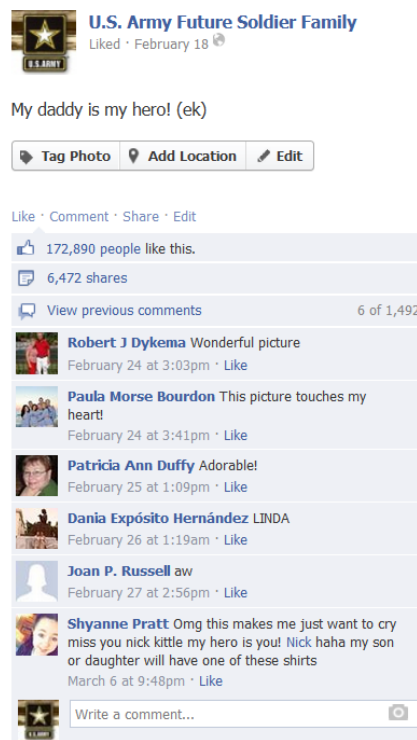 U.S. Army Future Soldier Family
Liked · February 18
U.S.ARMY
My daddy is my hero! (ek)
Tag Photo Add Location Edit
Like · Comment · Share · Edit
172,890 people like this.
6,472 shares
View previous comments 6 of 1,492
Robert J Dykema Wonderful picture
February 24 at 3:03pm · Like
Paula Morse Bourdon This picture touches my
heart!
February 24 at 3:41pm · Like
Patricia Ann Duffy Adorable!
February 25 at 1:09pm · Like
Dania Expósito Hernández LINDA
February 26 at 1:19am · Like
Joan P. Russell aw
February 27 at 2:56pm · Like
Shyanne Pratt Omg this makes me just want to cry
miss you nick kittle my hero is you! Nick haha my son
or daughter will have one of these shirts
March 6 at 9:48pm · Like
Write a comment...
U.S.ARMY